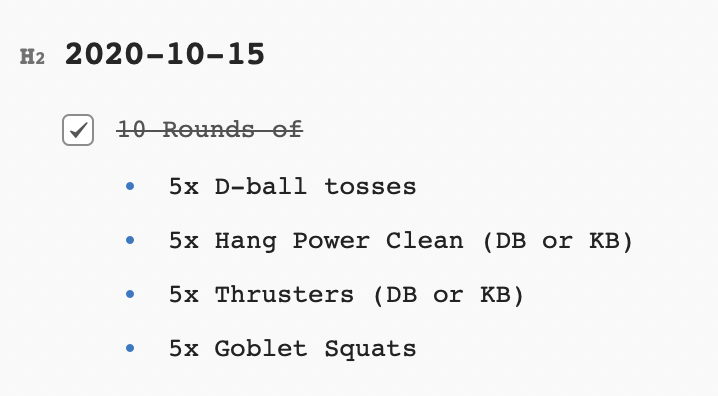 H2 2020-10-15
10 Rounds of
5x D-ball tosses
5x Hang Power Clean (DB or KB)
5x Thrusters (DB or KB)
5x Goblet Squats